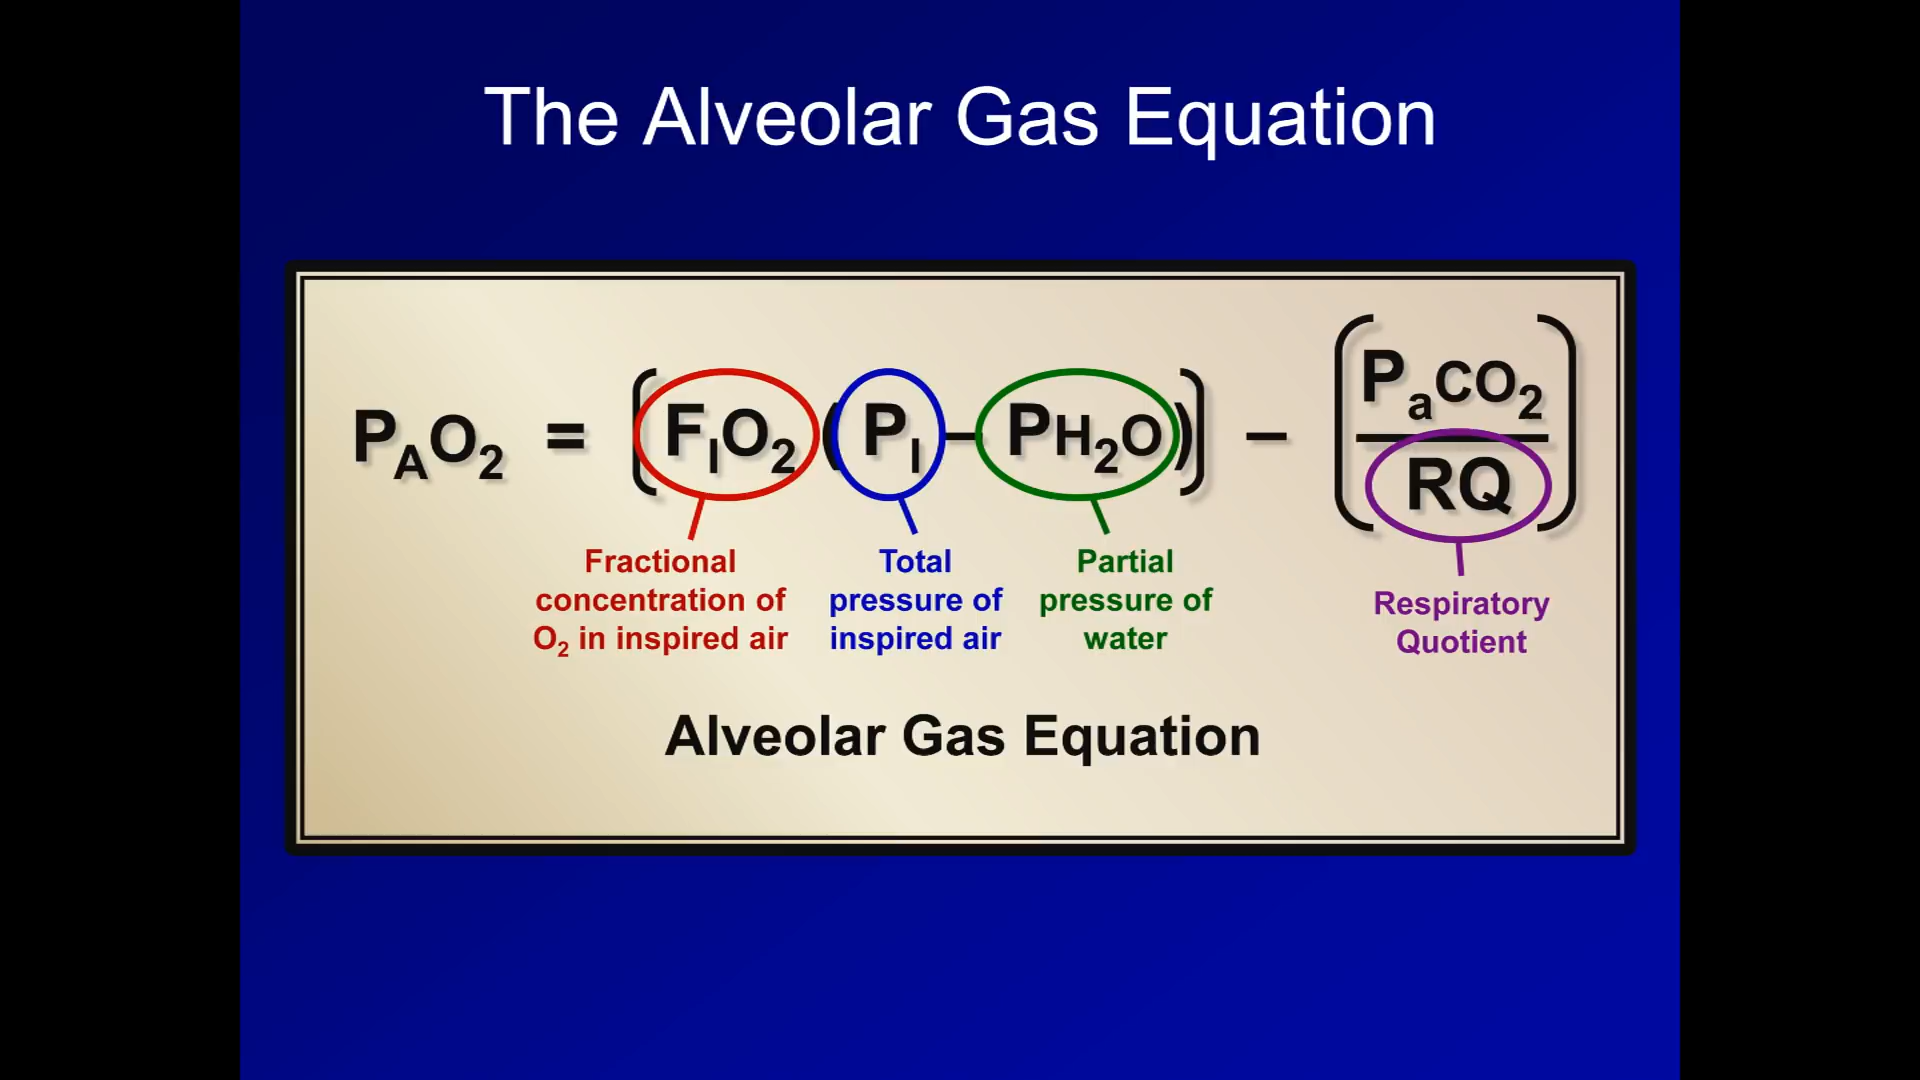 The Alveolar Gas Equation
PAO₂ = [FIO₂ (PI – PH₂O)] – (PaCO₂ / RQ)
Fractional
concentration of
O₂ in inspired air
Total
pressure of
inspired air
Partial
pressure of
water
Respiratory
Quotient
Alveolar Gas Equation